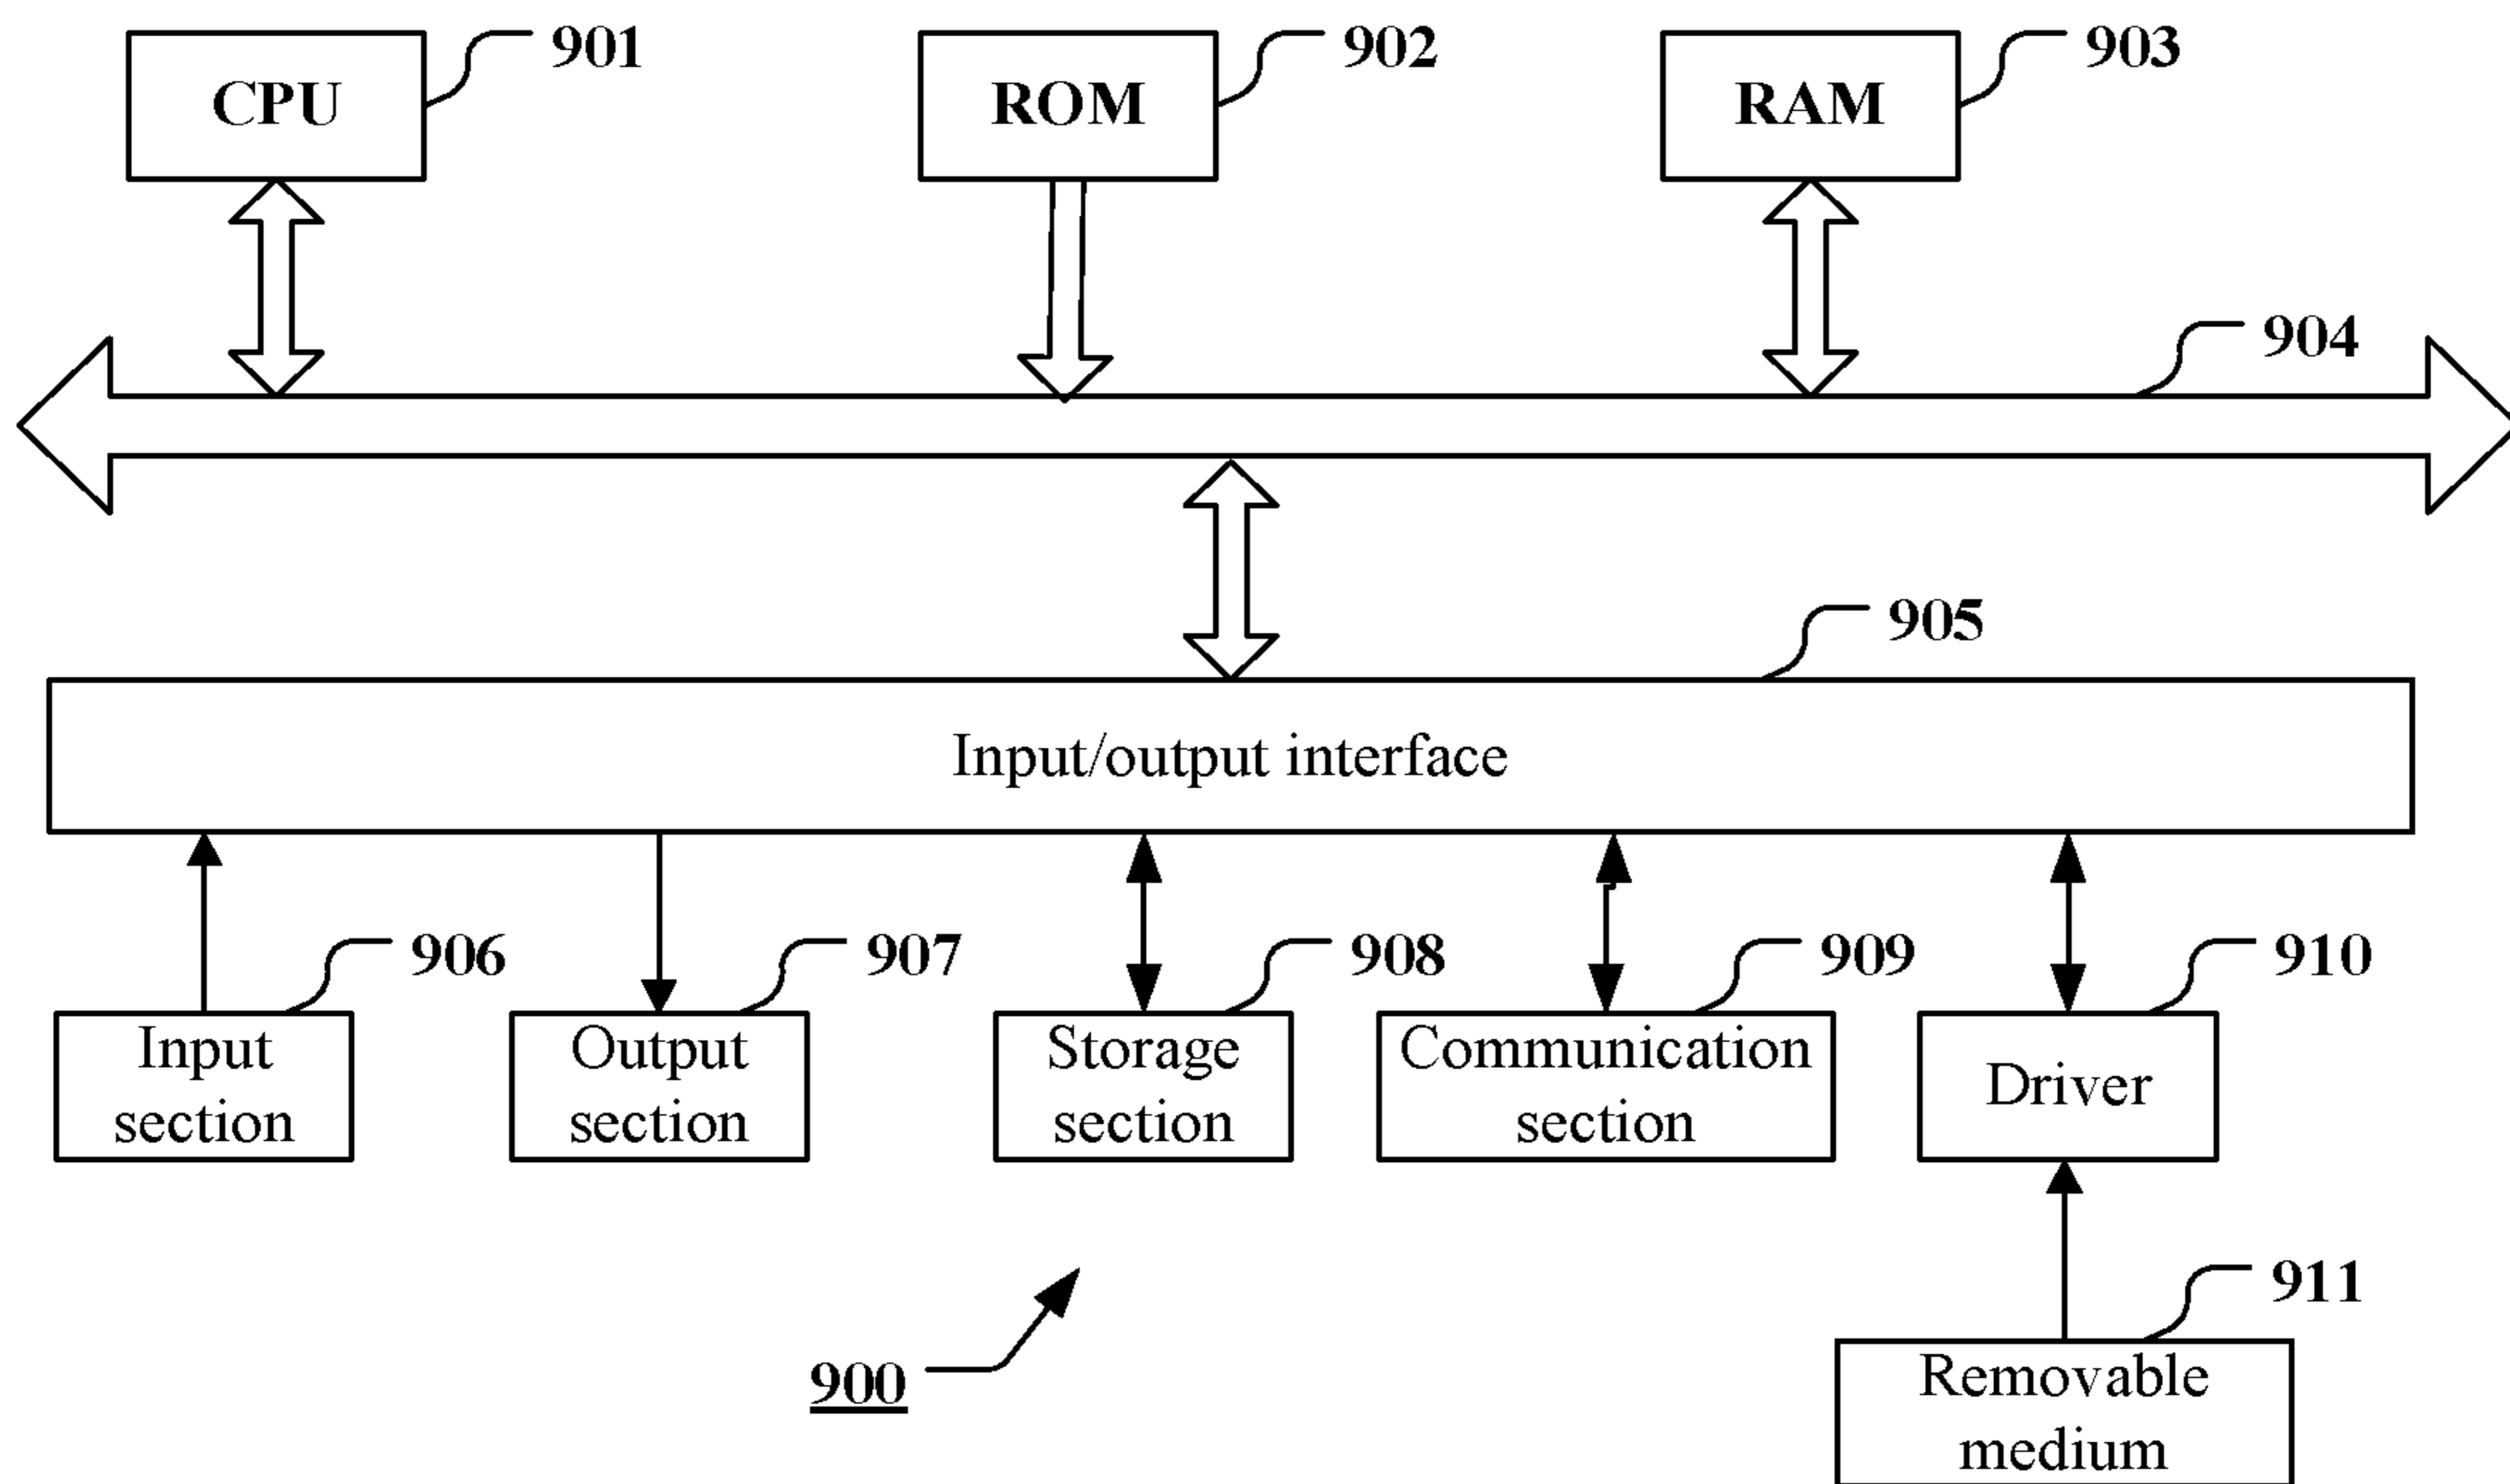 CPU
901
ROM
902
RAM
903
904
905
Input/output interface
906
907
908
909
910
Input
section
Output
section
Storage
section
Communication
section
Driver
911
900
Removable
medium